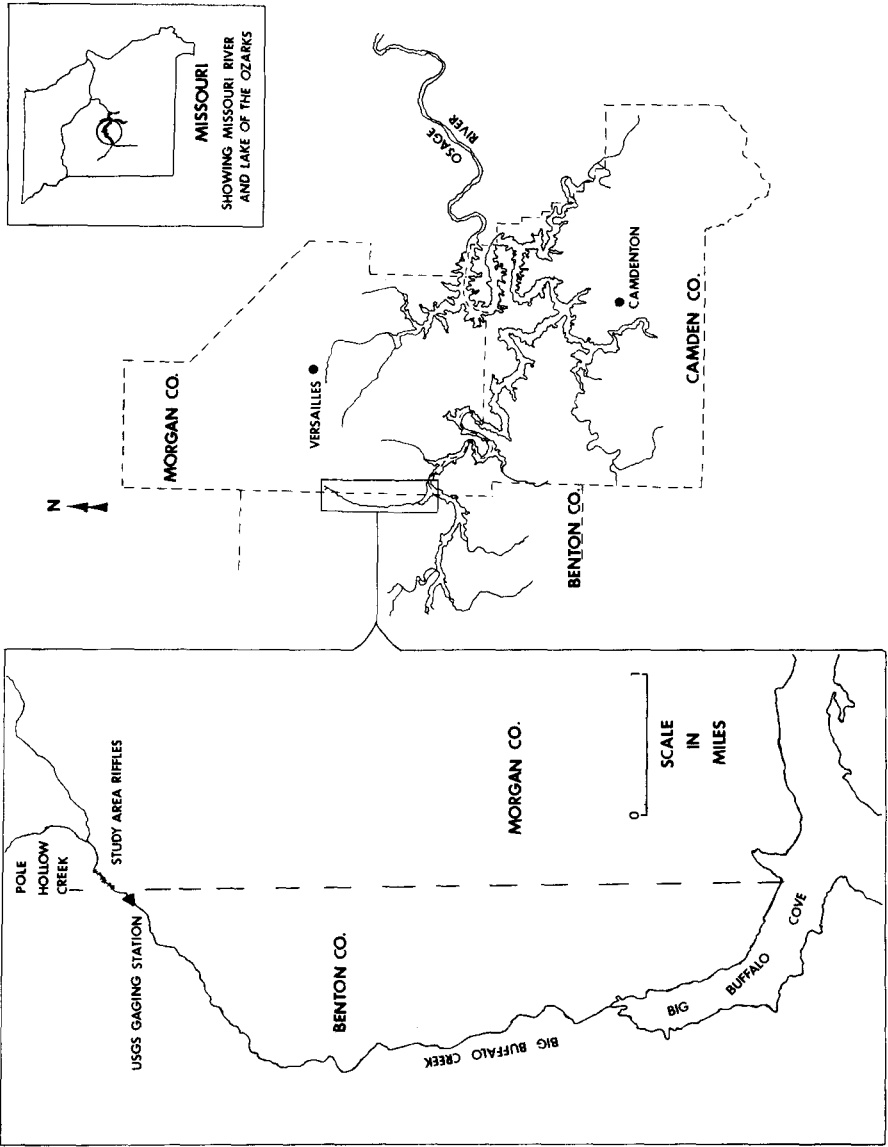 MISSOURI
SHOWING MISSOURI RIVER
AND LAKE OF THE OZARKS
OSAGE
RIVER
MORGAN CO.
VERSAILLES
CAMDENTON
CAMDEN CO.
BENTON CO.
N
POLE
HOLLOW
CREEK
STUDY AREA RIFFLES
USGS GAGING STATION
BENTON CO.
MORGAN CO.
BIG BUFFALO CREEK
BIG
BUFFALO
COVE
0 1
SCALE
IN
MILES